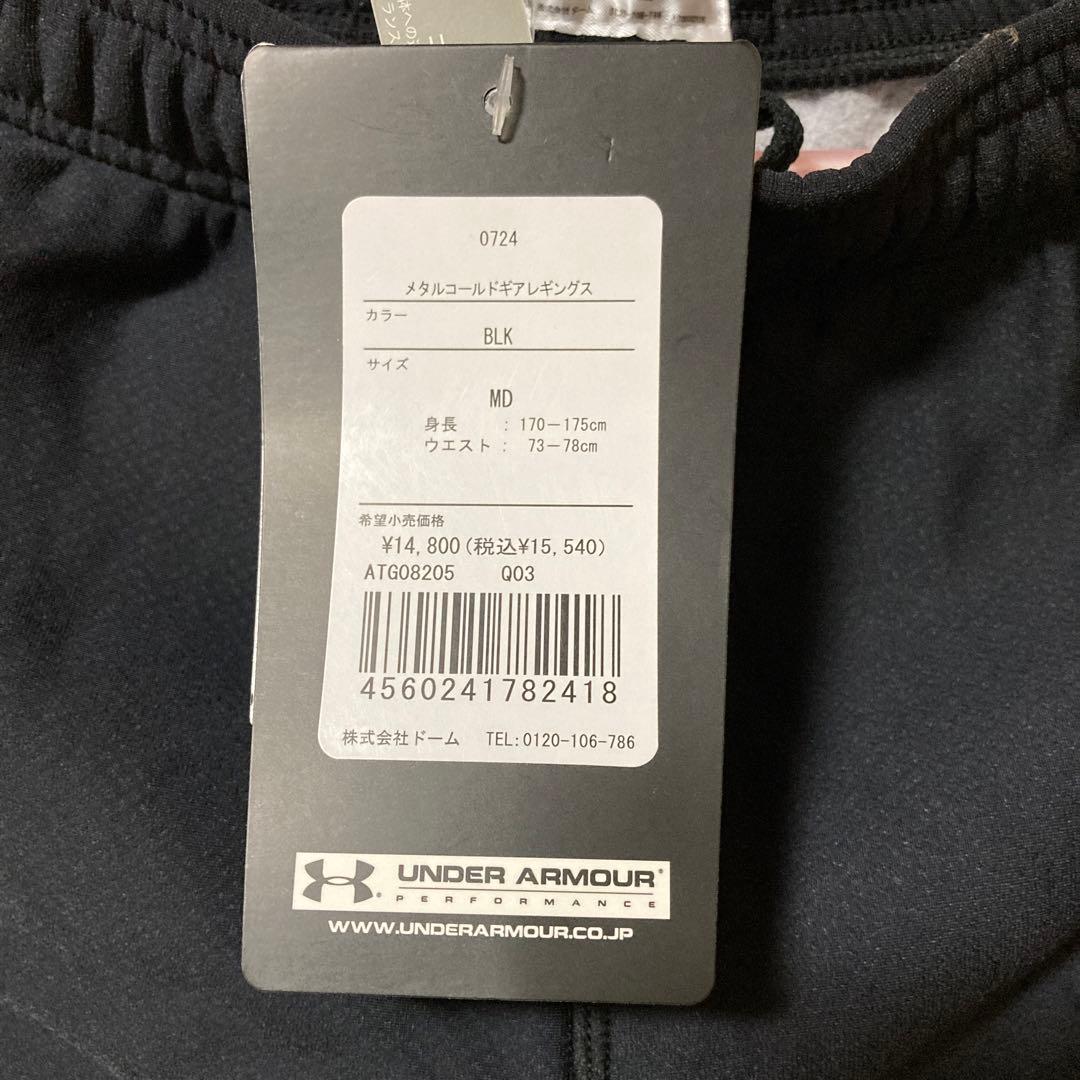 0724
メタルコールドギアレギングス
カラー
BLK
サイズ
MD
身長 : 170-175cm
ウエスト : 73-78cm
希望小売価格
¥14,800(税込¥15,540)
ATG08205 Q03
4560241782418
株式会社ドーム TEL:0120-106-786
UNDER ARMOUR
PERFORMANCE
WWW.UNDERARMOUR.CO.JP